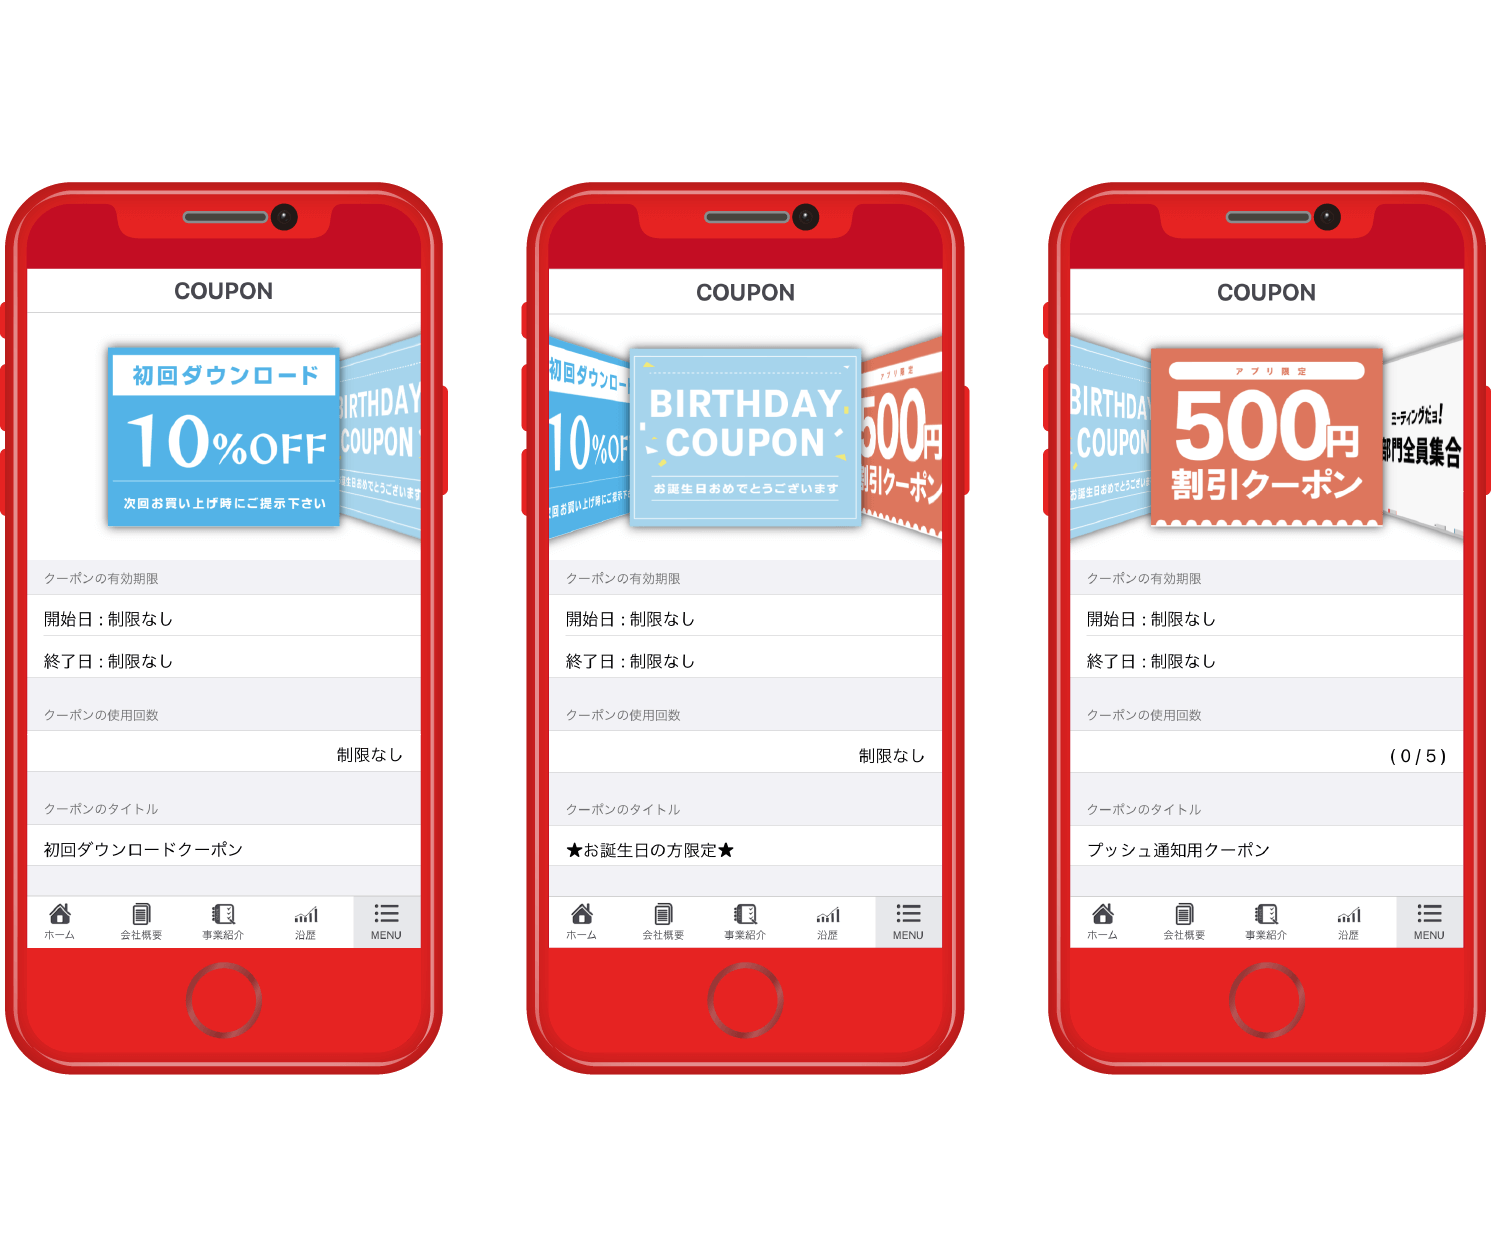 COUPON
初回ダウンロード
10%OFF
次回お買い上げ時にご提示下さい
BIRTHDAY
COUPON
生日おめでとうございます
クーポンの有効期限
開始日 : 制限なし
終了日 : 制限なし
クーポンの使用回数
制限なし
クーポンのタイトル
初回ダウンロードクーポン
ホーム
会社概要
事業紹介
沿歴
MENU
COUPON
初回ダウンロー
10%OF
次回お買い上げ時にご提示下
BIRTHDAY
COUPON
お誕生日おめでとうございます
アプリ限定
500円
割引クーポン
クーポンの有効期限
開始日 : 制限なし
終了日 : 制限なし
クーポンの使用回数
制限なし
クーポンのタイトル
★お誕生日の方限定★
ホーム
会社概要
事業紹介
沿歴
MENU
COUPON
BIRTHDA
COUPON
お誕生日おめでとうございます
アプリ限定
500円
割引クーポン
ミーティングだョ!
部門全員集合
クーポンの有効期限
開始日 : 制限なし
終了日 : 制限なし
クーポンの使用回数
( 0 / 5 )
クーポンのタイトル
プッシュ通知用クーポン
ホーム
会社概要
事業紹介
沿歴
MENU